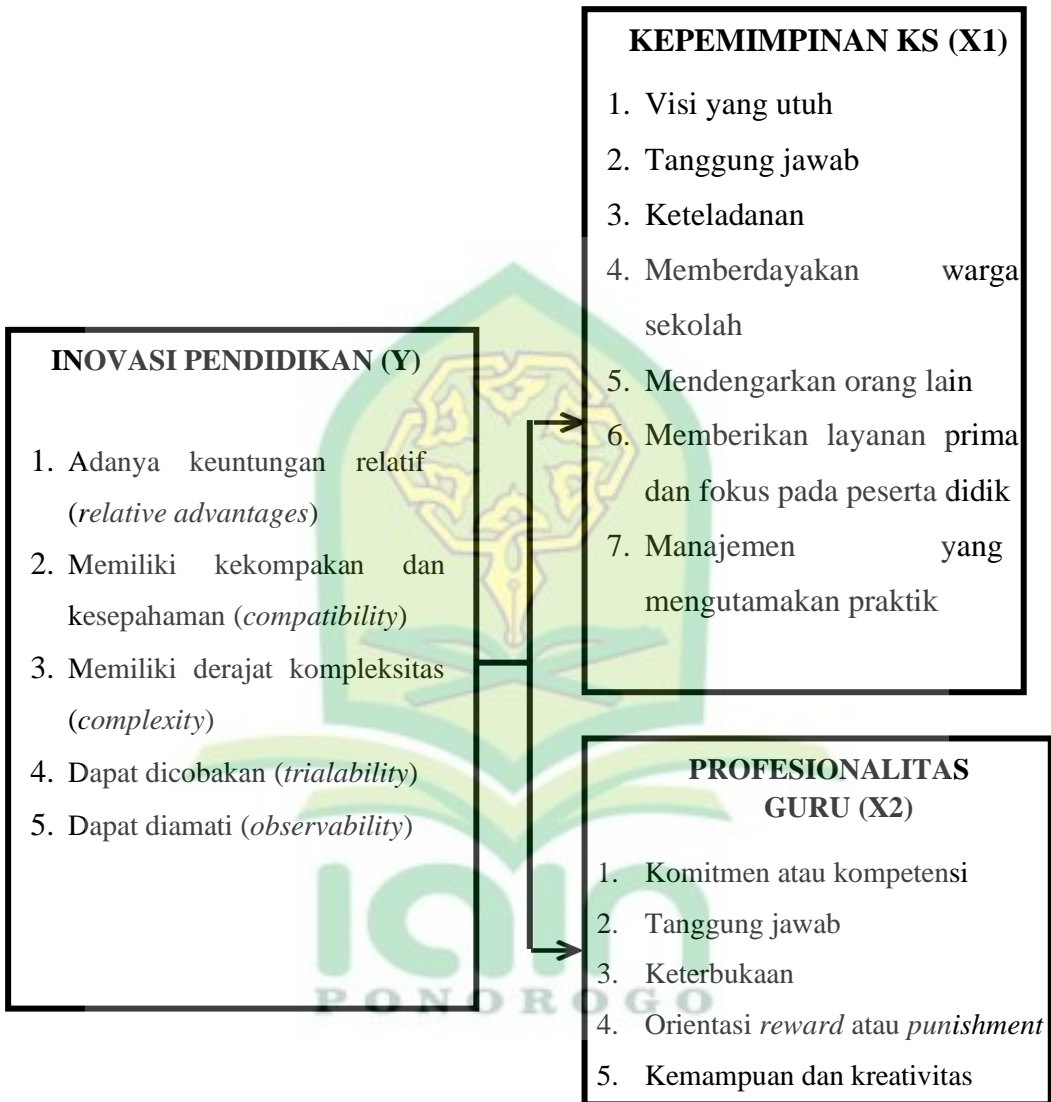 KEPEMIMPINAN KS (X1)
1. Visi yang utuh
2. Tanggung jawab
3. Keteladanan
4. Memberdayakan warga
sekolah
5. Mendengarkan orang lain
6. Memberikan layanan prima
dan fokus pada peserta didik
7. Manajemen yang
mengutamakan praktik
INOVASI PENDIDIKAN (Y)
1. Adanya keuntungan relatif
(relative advantages)
2. Memiliki kekompakan dan
kesepahaman (compatibility)
3. Memiliki derajat kompleksitas
(complexity)
4. Dapat dicobakan (trialability)
5. Dapat diamati (observability)
PROFESIONALITAS
GURU (X2)
1. Komitmen atau kompetensi
2. Tanggung jawab
3. Keterbukaan
4. Orientasi reward atau punishment
5. Kemampuan dan kreativitas
iain
PONOROGO